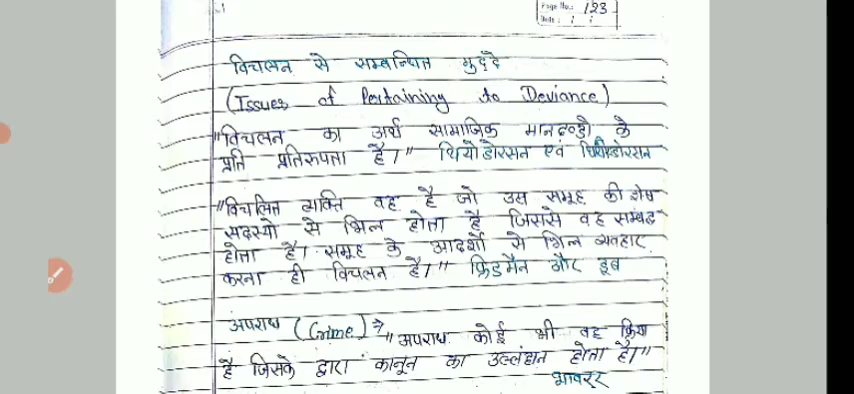 Page No.: 123
Date : / /
विचलन से सम्बन्धित मुद्दे
(Issues of Pertaining to Deviance)
"विचलन का अर्थ सामाजिक मानदण्डो के
प्रति प्रतिरूपता है।" थियोडोरसन एवं थियोडोरसन
"विचलित व्यक्ति वह है जो उस समूह की शेष
सदस्यो से भिन्न होता है जिससे वह सम्बद्ध
होता है। समूह के आदर्शो से भिन्न व्यवहार
करना ही विचलन है।" फ्रिडमैन और डूब
अपराध (Crime) → "अपराध कोई भी वह क्रिया
है जिसके द्वारा कानून का उल्लंघन होता है।"